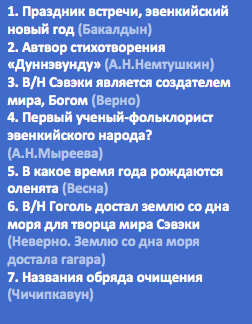 1. Праздник встречи, эвенкийский
новый год (Бакалдын)
2. Автвор стихотворения
«Дуннэвунду» (А.Н.Немтушкин)
3. В/Н Сэвэки является создателем
мира, Богом (Верно)
4. Первый ученый-фольклорист
эвенкийского народа?
(А.Н.Мыреева)
5. В какое время года рождаются
оленята (Весна)
6. В/Н Гоголь достал землю со дна
моря для творца мира Сэвэки
(Неверно. Землю со дна моря
достала гагара)
7. Названия обряда очищения
(Чичипкавун)